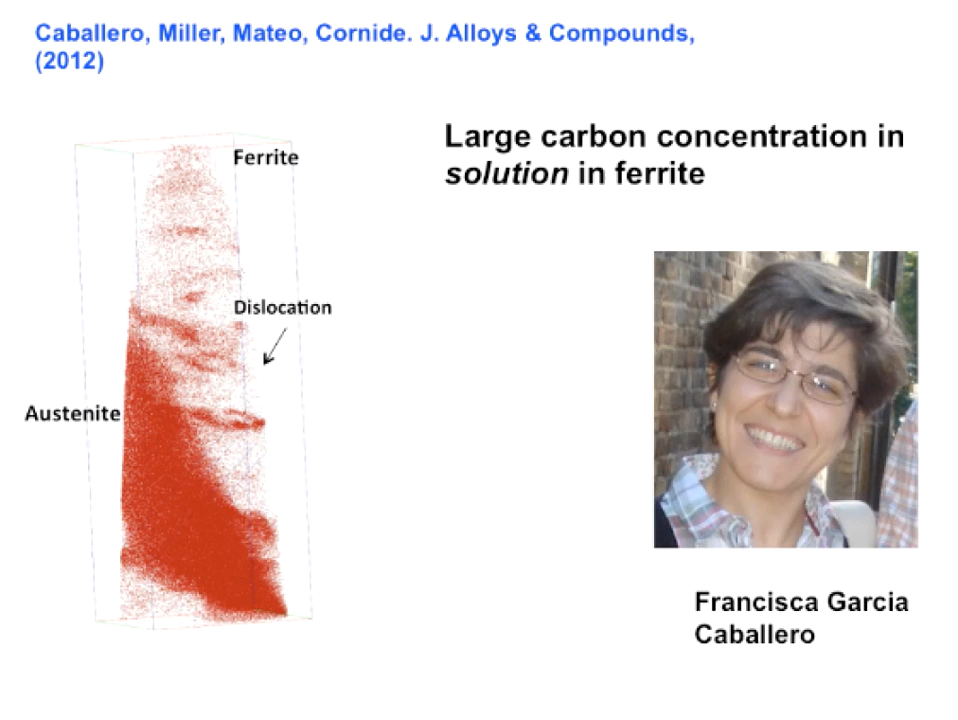 Caballero, Miller, Mateo, Cornide. J. Alloys & Compounds,
(2012)
Large carbon concentration in
solution in ferrite
Ferrite
Dislocation
Austenite
Francisca Garcia
Caballero